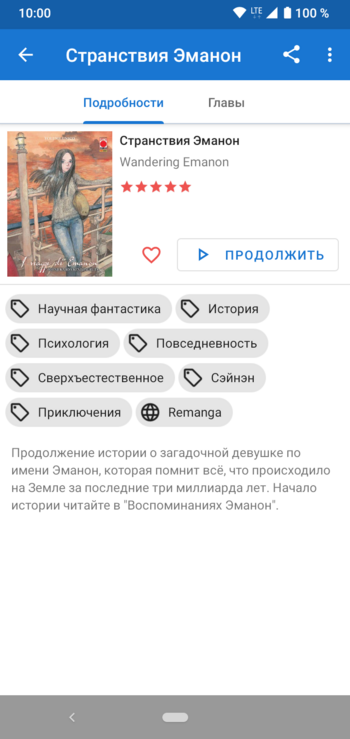 10:00
LTE
100 %
Странствия Эманон
Подробности
Главы
Странствия Эманон
Wandering Emanon
ПРОДОЛЖИТЬ
Научная фантастика
История
Психология
Повседневность
Сверхъестественное
Сэйнэн
Приключения
Remanga
Продолжение истории о загадочной девушке по
имени Эманон, которая помнит всё, что происходило
на Земле за последние три миллиарда лет. Начало
истории читайте в "Воспоминаниях Эманон".